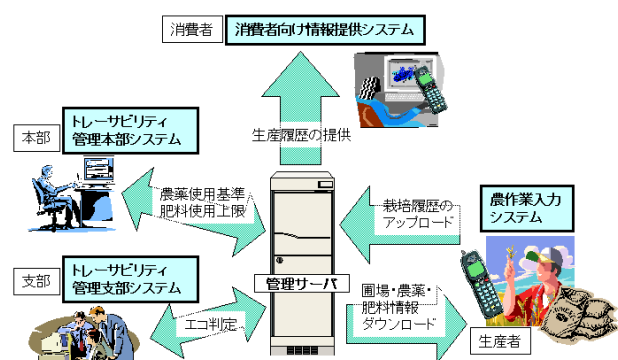 消費者
消費者向け情報提供システム
生産履歴の提供
本部
トレーサビリティ
管理本部システム
農薬使用基準
肥料使用上限
栽培履歴の
アップロード
農作業入力
システム
支部
トレーサビリティ
管理支部システム
管理サーバ
エコ判定
圃場・農薬・
肥料情報
ダウンロード
生産者